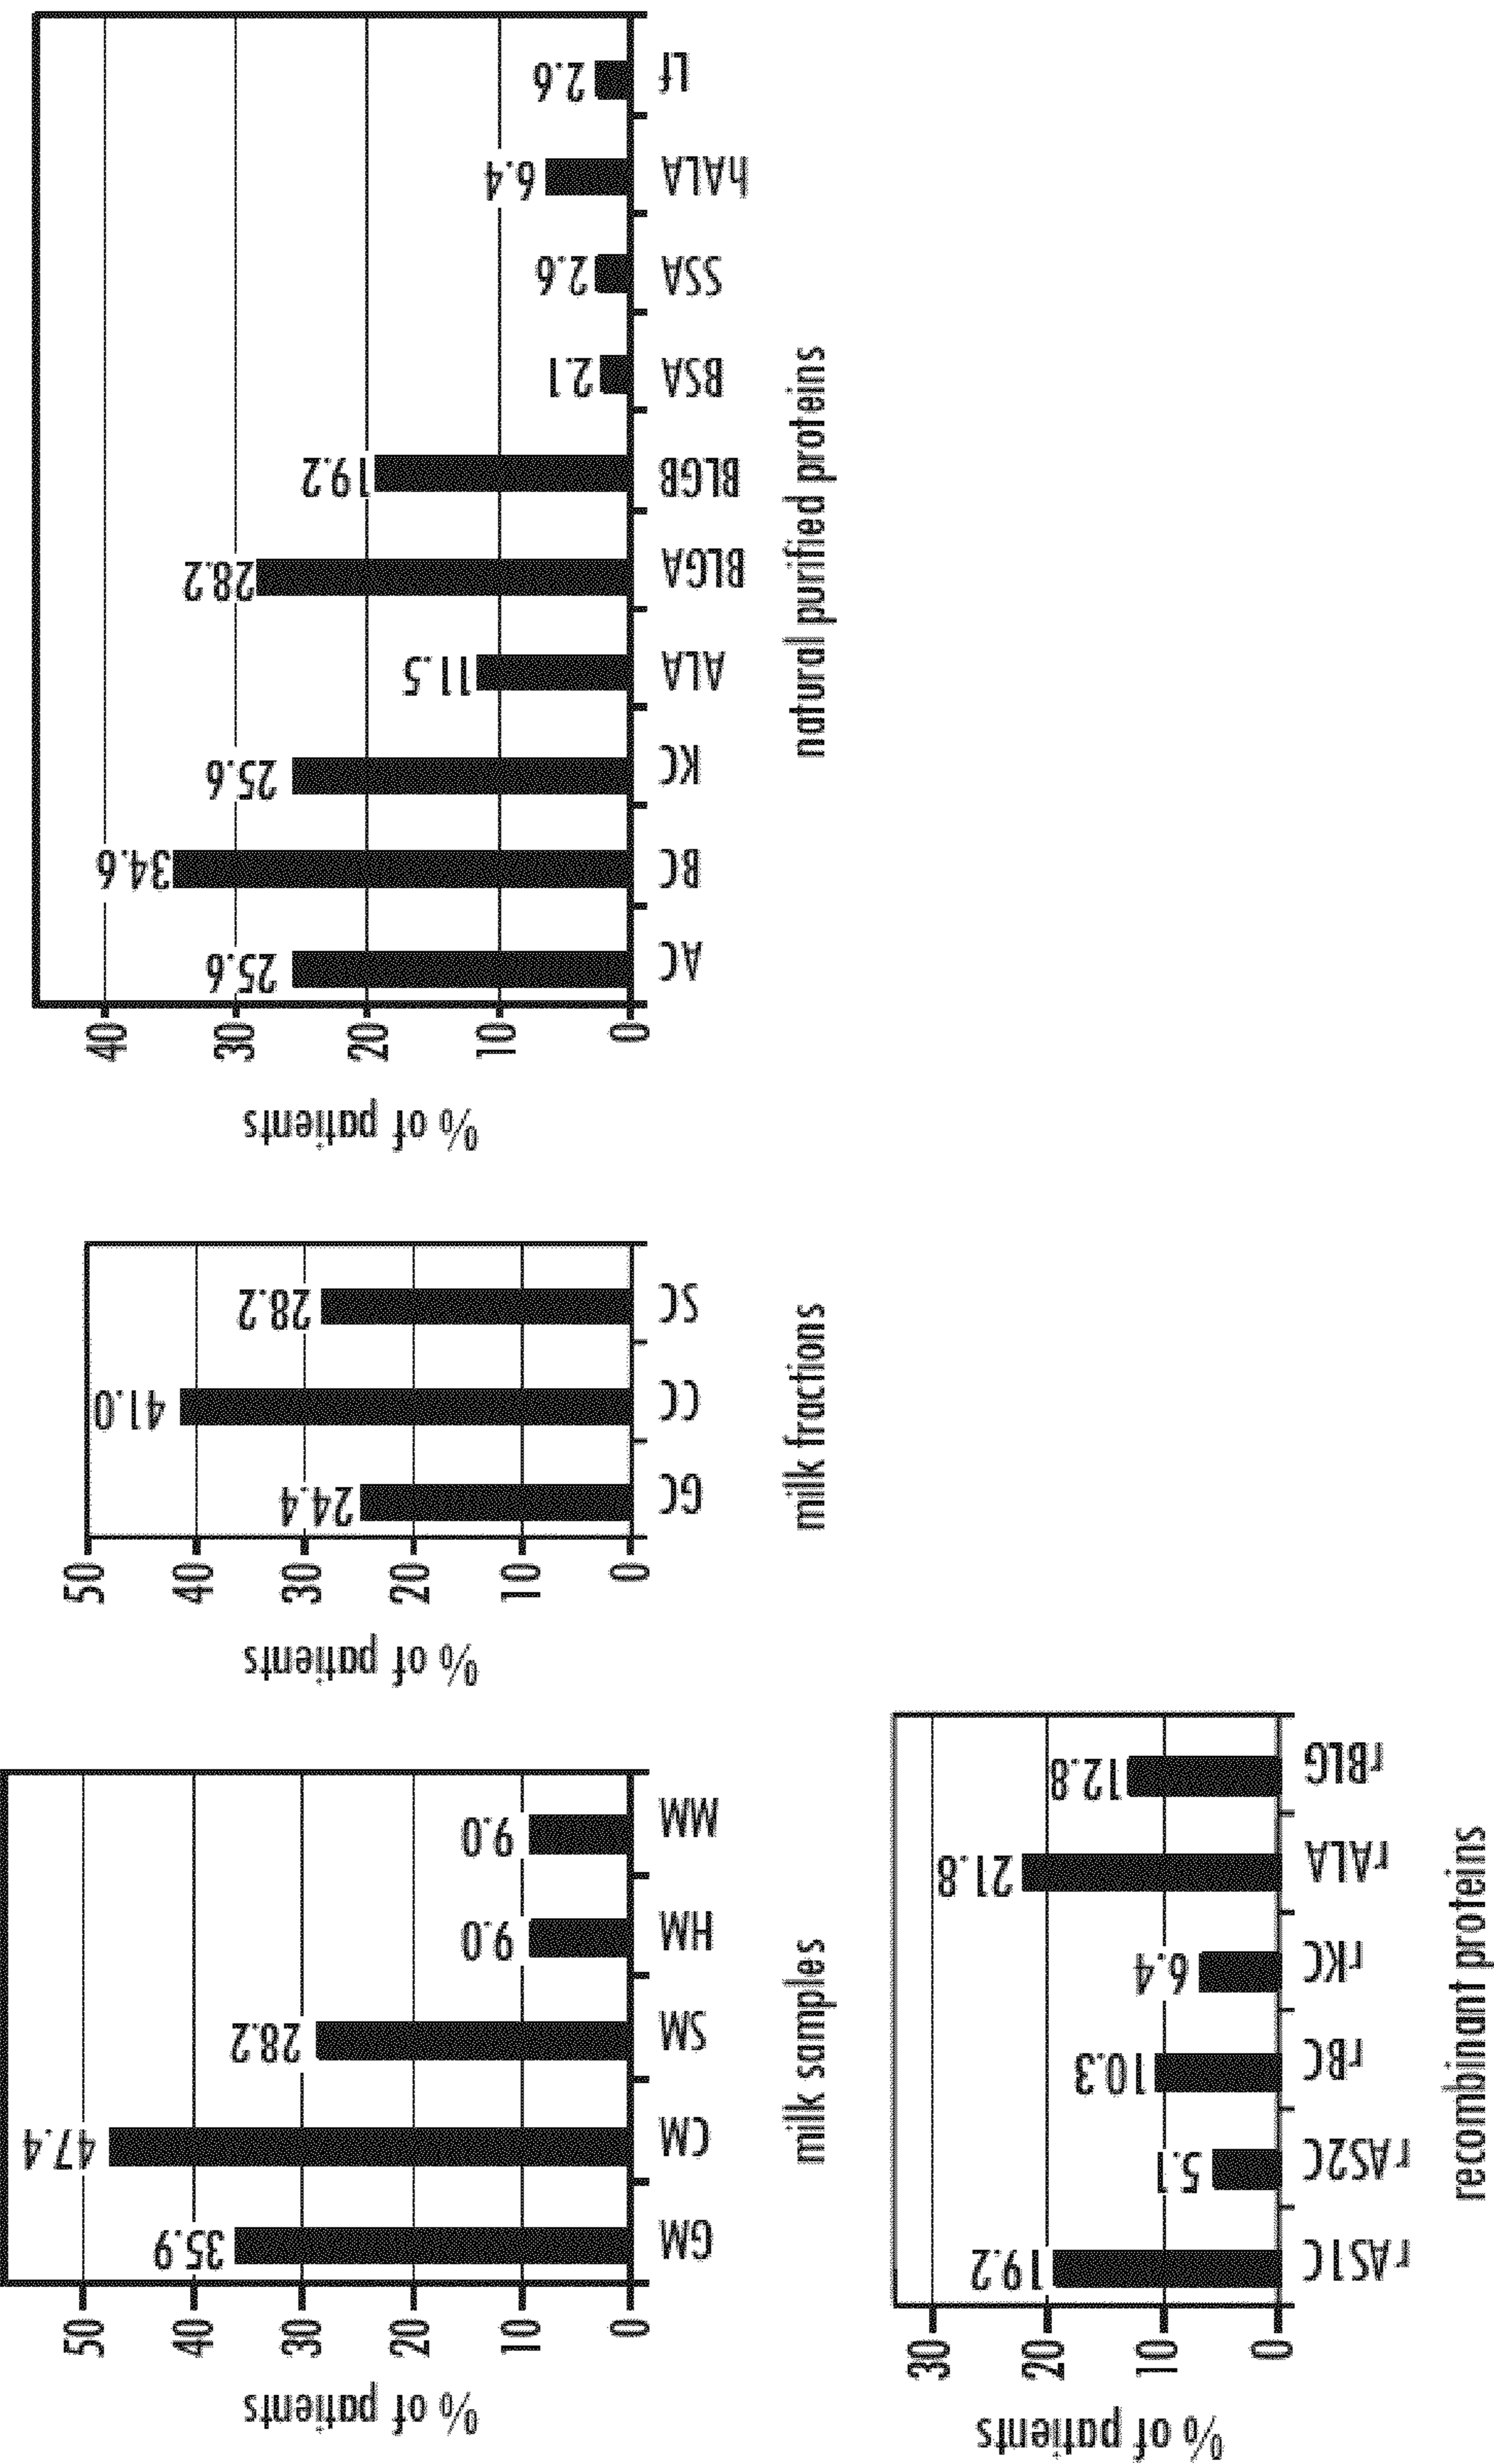 % of patients
50
40
30
20
10
0
35.9
47.4
28.2
9.0
9.0
GM
CM
SM
HM
MM
milk samples
% of patients
50
40
30
20
10
0
24.4
41.0
28.2
GC
CC
SC
milk fractions
% of patients
40
30
20
10
0
25.6
34.6
25.6
11.5
28.2
19.2
2.1
2.6
6.4
2.6
AC
BC
KC
ALA
BLGA
BLGB
BSA
SSA
hALA
Lf
natural purified proteins
% of patients
30
20
10
0
19.2
5.1
10.3
6.4
21.8
12.8
rAS1C
rAS2C
rBC
rKC
rALA
rBLG
recombinant proteins